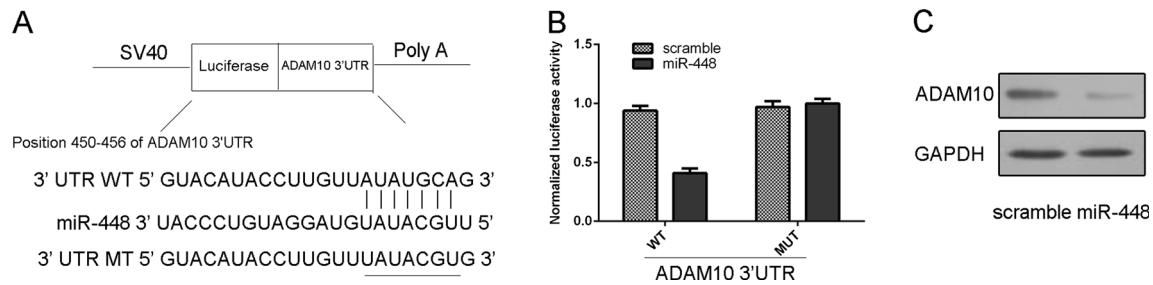 A
SV40
Luciferase
ADAM10 3'UTR
Poly A
Position 450-456 of ADAM10 3'UTR
3' UTR WT 5' GUACAUACCUUGUUAUAUGCAG 3'
miR-448 3' UACCCUGUAGGAUGUAUACGUU 5'
3' UTR MT 5' GUACAUACCUUGUUUAUACGUG 3'
B
Normalized luciferase activity
1.5
1.0
0.5
0.0
scramble
miR-448
WT
MUT
ADAM10 3'UTR
C
ADAM10
GAPDH
scramble miR-448